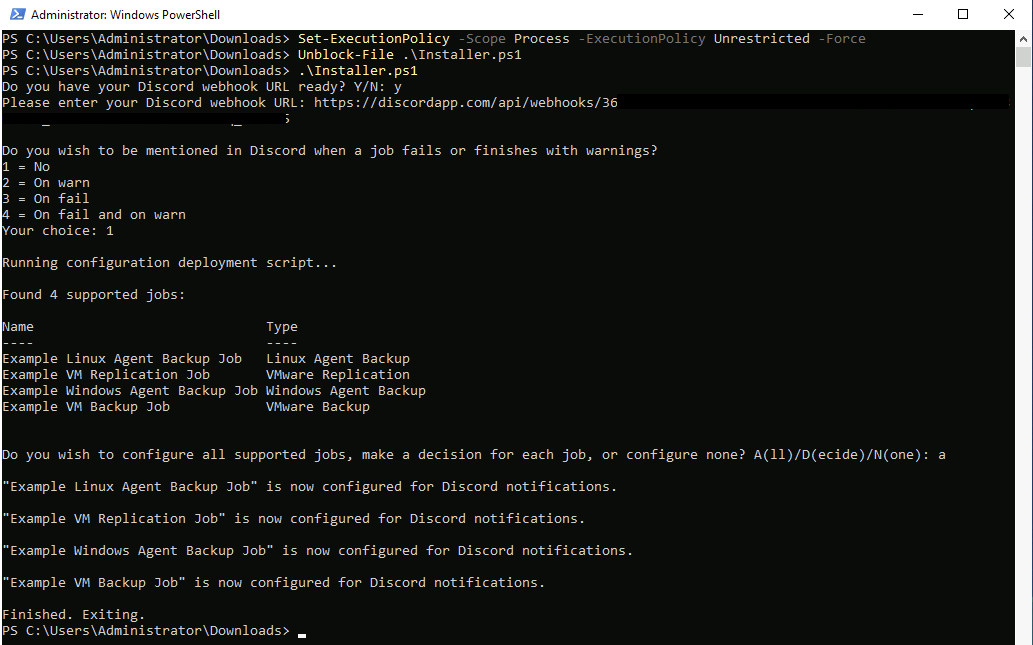 Administrator: Windows PowerShell
PS C:\Users\Administrator\Downloads> Set-ExecutionPolicy -Scope Process -ExecutionPolicy Unrestricted -Force
PS C:\Users\Administrator\Downloads> Unblock-File .\Installer.ps1
PS C:\Users\Administrator\Downloads> .\Installer.ps1
Do you have your Discord webhook URL ready? Y/N: y
Please enter your Discord webhook URL: https://discordapp.com/api/webhooks/36
Do you wish to be mentioned in Discord when a job fails or finishes with warnings?
1 = No
2 = On warn
3 = On fail
4 = On fail and on warn
Your choice: 1
Running configuration deployment script...
Found 4 supported jobs:
Name Type
---- ----
Example Linux Agent Backup Job Linux Agent Backup
Example VM Replication Job VMware Replication
Example Windows Agent Backup Job Windows Agent Backup
Example VM Backup Job VMware Backup
Do you wish to configure all supported jobs, make a decision for each job, or configure none? A(ll)/D(ecide)/N(one): a
"Example Linux Agent Backup Job" is now configured for Discord notifications.
"Example VM Replication Job" is now configured for Discord notifications.
"Example Windows Agent Backup Job" is now configured for Discord notifications.
"Example VM Backup Job" is now configured for Discord notifications.
Finished. Exiting.
PS C:\Users\Administrator\Downloads>